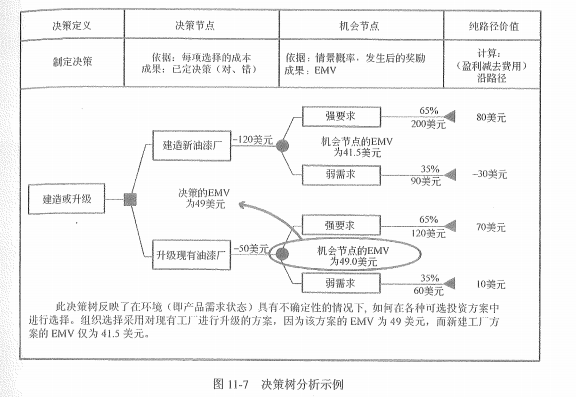 决策定义 决策节点 机会节点 纯路径价值
制定决策
依据：每项选择的成本
成果：已定决策（对、错）
依据：情景概率，发生后的奖励
成果：EMV
计算：
（盈利减去费用）
沿路径
强要求
65%
200美元
80美元
建造新油漆厂
-120美元
机会节点的EMV
为41.5美元
弱需求
35%
90美元
-30美元
建造或升级
决策的EMV
为49美元
强要求
65%
120美元
70美元
升级现有油漆厂
-50美元
机会节点的EMV
为49.0美元
弱需求
35%
60美元
10美元
此决策树反映了在环境（即产品需求状态）具有不确定性的情况下，如何在各种可选投资方案中
进行选择。组织选择采用对现有工厂进行升级的方案，因为该方案的 EMV 为 49 美元，而新建工厂方
案的 EMV 仅为 41.5 美元。
图 11-7 决策树分析示例